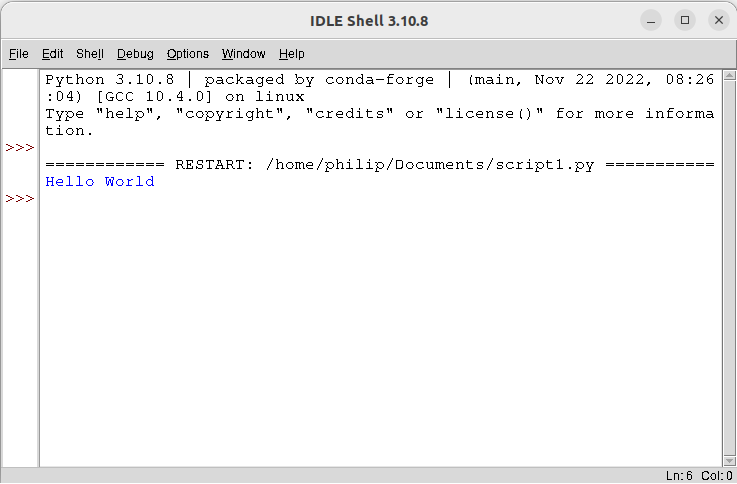 IDLE Shell 3.10.8
File Edit Shell Debug Options Window Help
Python 3.10.8 | packaged by conda-forge | (main, Nov 22 2022, 08:26
:04) [GCC 10.4.0] on linux
Type "help", "copyright", "credits" or "license()" for more informa
tion.
>>>
============ RESTART: /home/philip/Documents/script1.py ===========
Hello World
>>>
Ln: 6 Col: 0